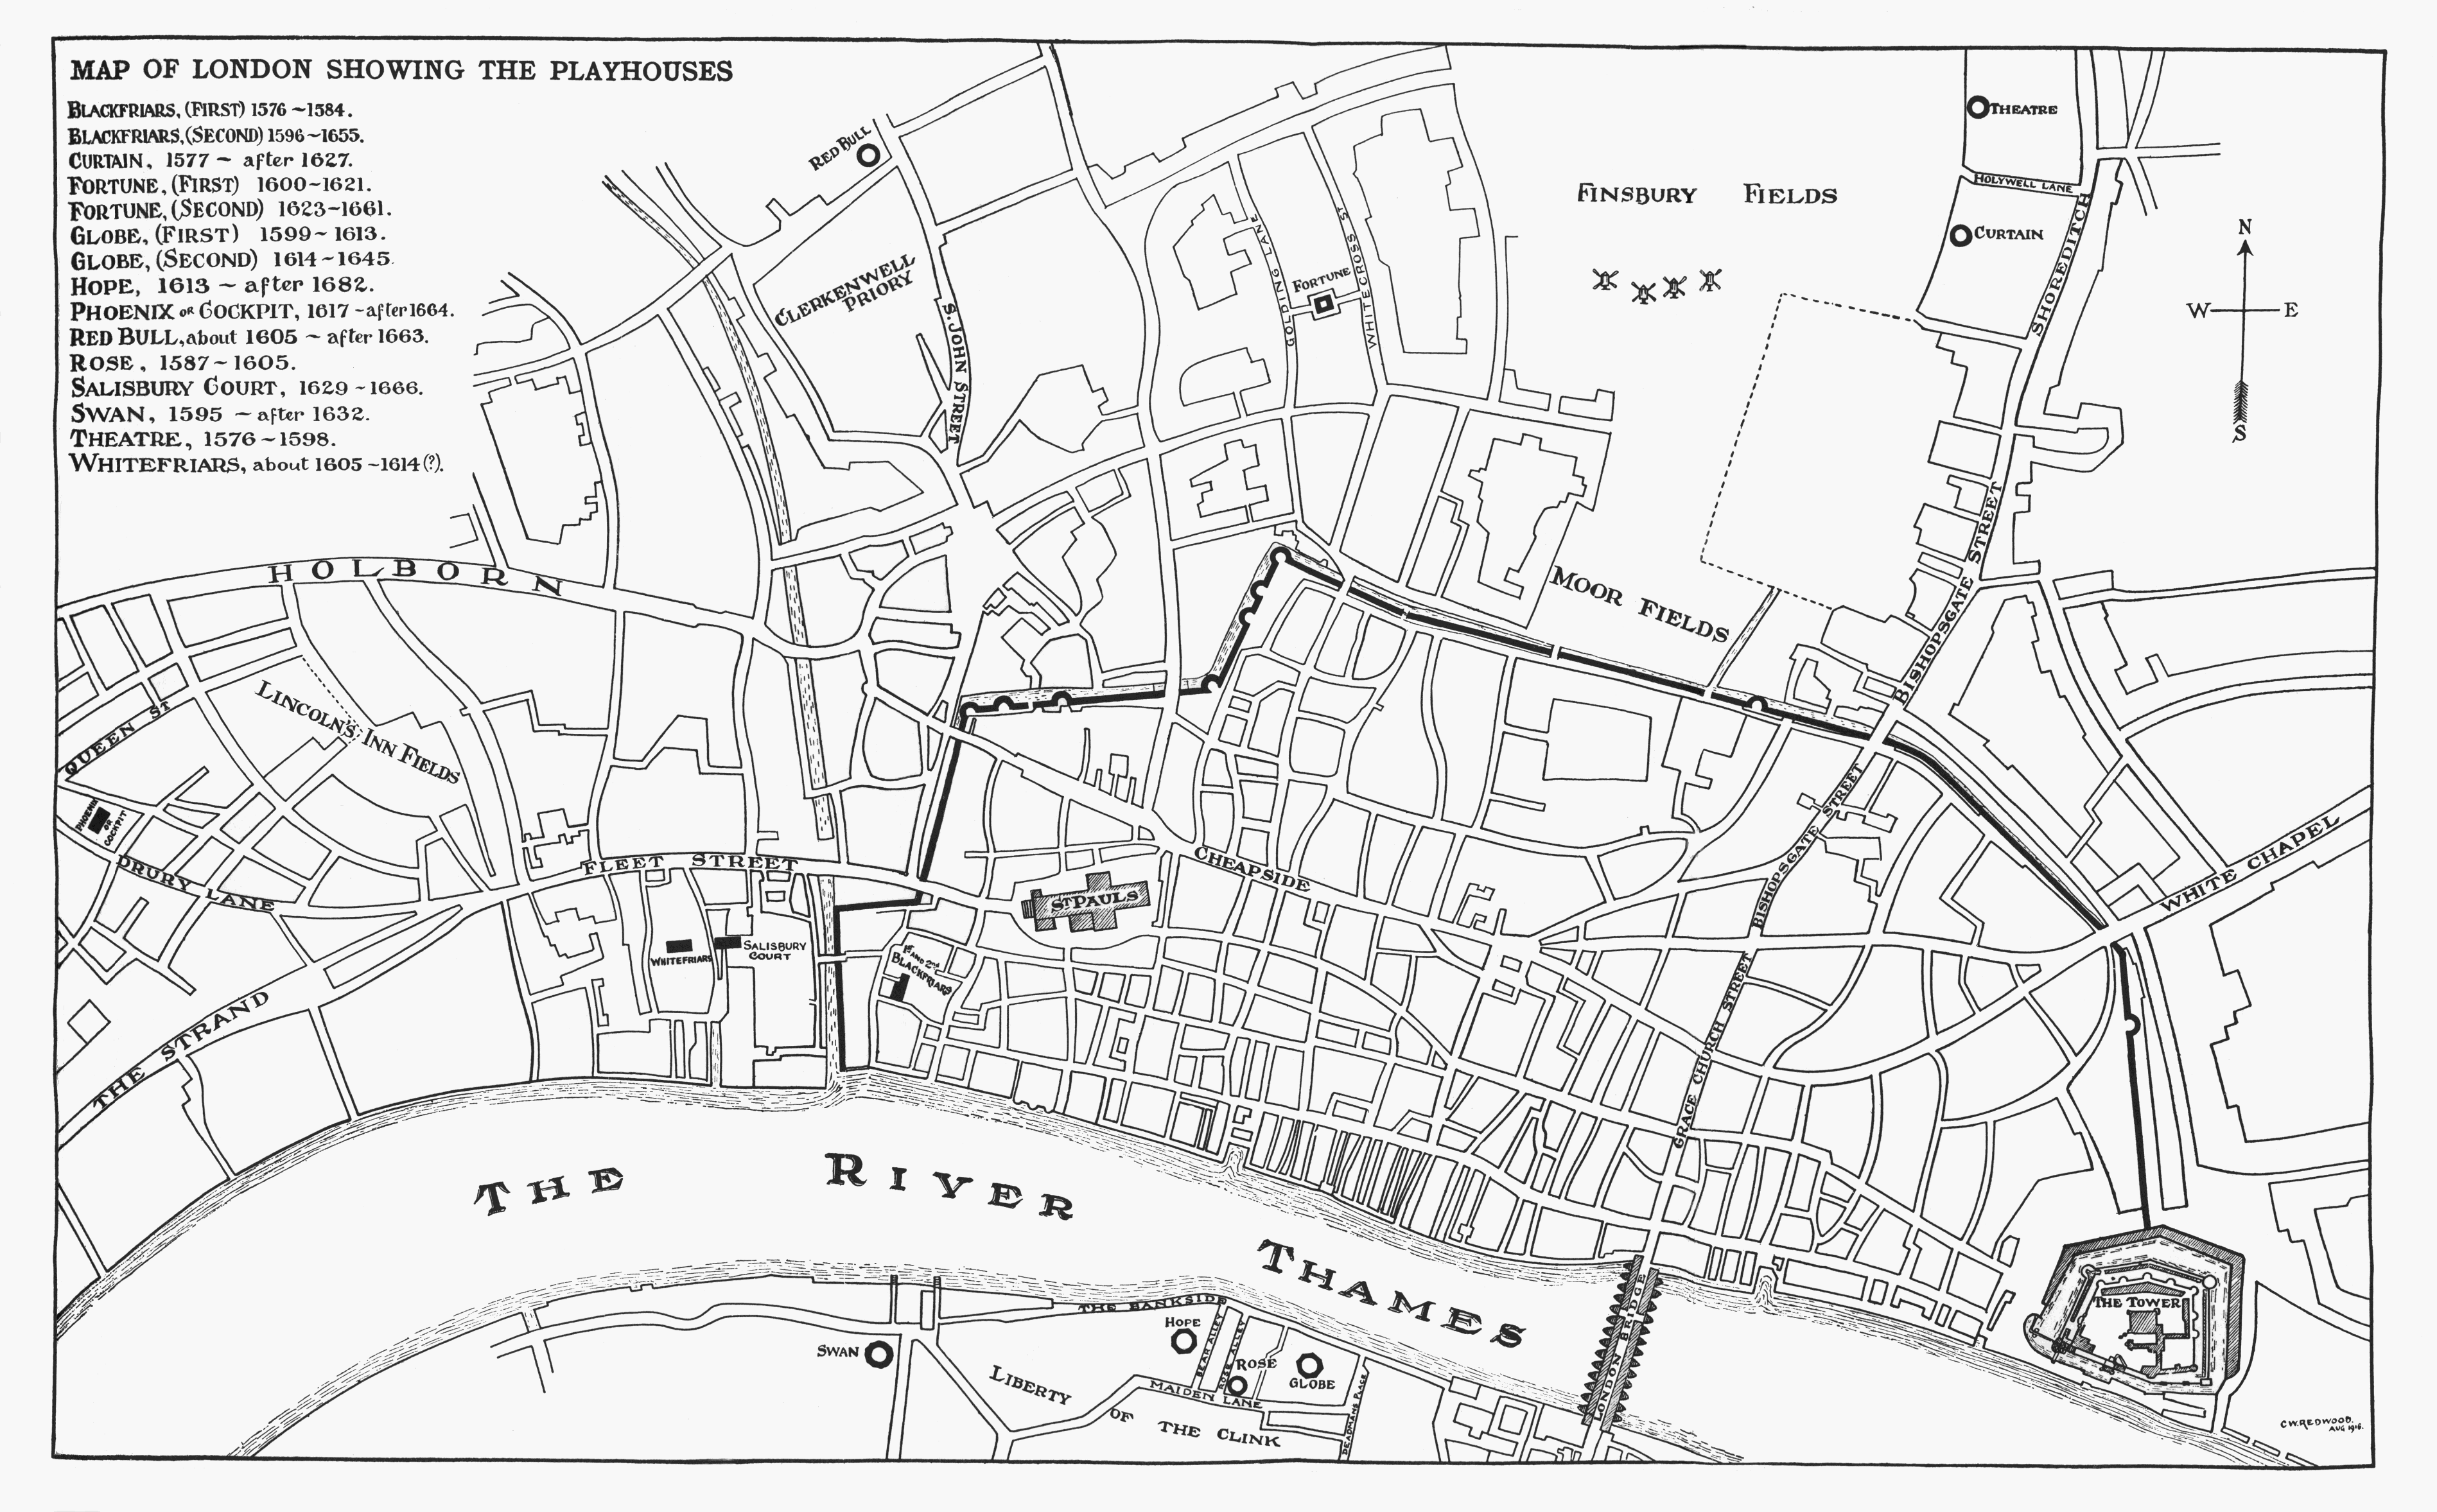 MAP OF LONDON SHOWING THE PLAYHOUSES
BLACKFRIARS, (FIRST) 1576 ~ 1584.
BLACKFRIARS, (SECOND) 1596 ~ 1655.
CURTAIN, 1577 ~ after 1627.
FORTUNE, (FIRST) 1600 ~ 1621.
FORTUNE, (SECOND) 1623 ~ 1661.
GLOBE, (FIRST) 1599 ~ 1613.
GLOBE, (SECOND) 1614 ~ 1645.
HOPE, 1613 ~ after 1682.
PHOENIX OR COCKPIT, 1617 ~ after 1664.
RED BULL, about 1605 ~ after 1663.
ROSE, 1587 ~ 1605.
SALISBURY COURT, 1629 ~ 1666.
SWAN, 1595 ~ after 1632.
THEATRE, 1576 ~ 1598.
WHITEFRIARS, about 1605 ~ 1614 (?).
RED BULL
THEATRE
HOLYWELL LANE
FINSBURY FIELDS
CURTAIN
SHOREDITCH
N
W E
S
CLERKENWELL
PRIORY
S. JOHN STREET
GOLDING LANE
FORTUNE
WHITECROSS ST
HOLBORN
MOOR FIELDS
BISHOPSGATE STREET
LINCOLN'S INN FIELDS
QUEEN ST
PHOENIX
OR
COCKPIT
DRURY LANE
FLEET STREET
CHEAPSIDE
BISHOPSGATE STREET
WHITE CHAPEL
ST PAULS
WHITEFRIARS
SALISBURY
COURT
1ST AND 2ND
BLACKFRIARS
THE STRAND
GRACE CHURCH STREET
THE RIVER THAMES
THE TOWER
LONDON BRIDGE
THE BANKSIDE
HOPE
SWAN
BEAR ALLEY
ROSE ALLEY
ROSE
GLOBE
MAIDEN LANE
DEADMANS PLACE
LIBERTY
OF THE CLINK
C.W. REDWOOD.
AUG 1916.